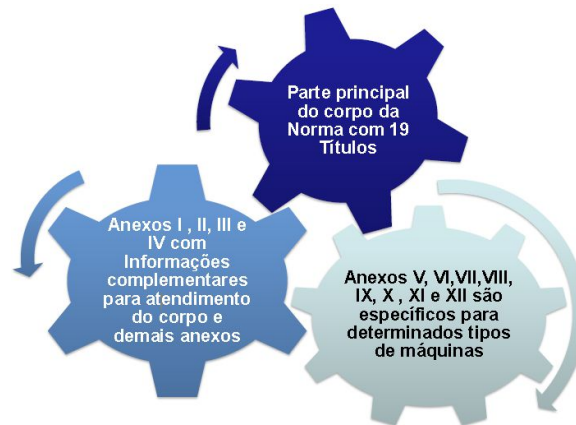 Parte principal
do corpo da
Norma com 19
Títulos
Anexos I , II, III e
IV com
Informações
complementares
para atendimento
do corpo e
demais anexos
Anexos V, VI,VII,VIII,
IX, X , XI e XII são
específicos para
determinados tipos
de máquinas